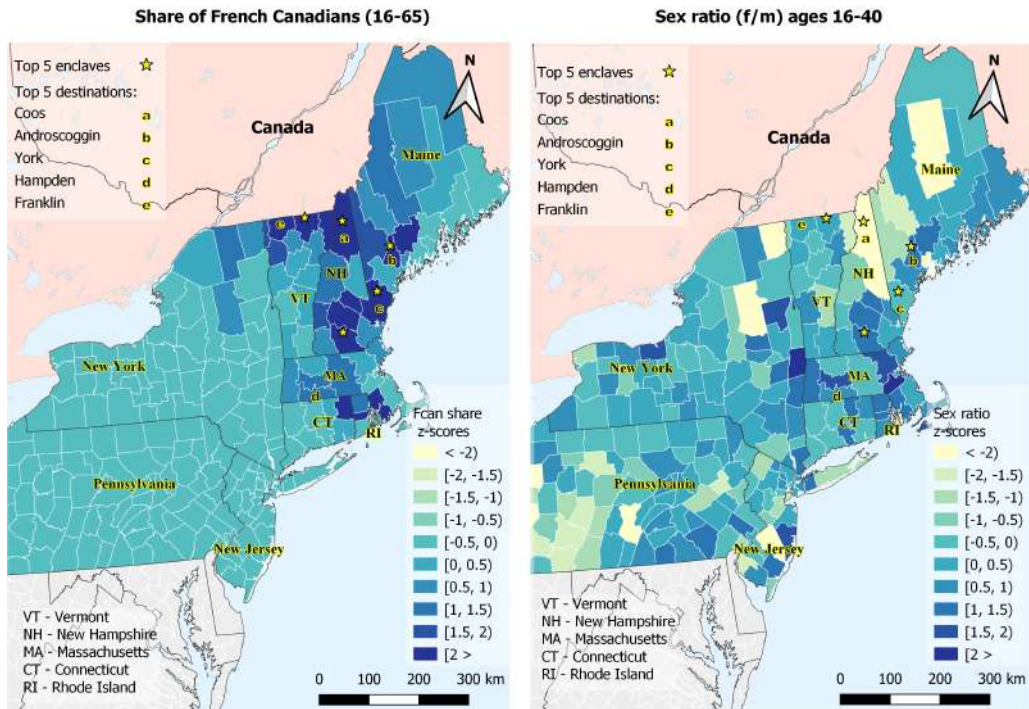 Share of French Canadians (16-65)
Top 5 enclaves
Top 5 destinations:
Coos a
Androscoggin b
York c
Hampden d
Franklin e
Canada
N
Maine
e
a
b
NH
VT
c
New York
MA
d
CT
RI
Pennsylvania
New Jersey
Fcan share
z-scores
< -2)
[-2, -1.5)
[-1.5, -1)
[-1, -0.5)
[-0.5, 0)
[0, 0.5)
[0.5, 1)
[1, 1.5)
[1.5, 2)
[2 >
VT - Vermont
NH - New Hampshire
MA - Massachusetts
CT - Connecticut
RI - Rhode Island
0 100 200 300 km
Sex ratio (f/m) ages 16-40
Top 5 enclaves
Top 5 destinations:
Coos a
Androscoggin b
York c
Hampden d
Franklin e
Canada
N
Maine
e
a
b
NH
VT
c
New York
MA
d
CT
RI
Pennsylvania
New Jersey
Sex ratio
z-scores
< -2)
[-2, -1.5)
[-1.5, -1)
[-1, -0.5)
[-0.5, 0)
[0, 0.5)
[0.5, 1)
[1, 1.5)
[1.5, 2)
[2 >
VT - Vermont
NH - New Hampshire
MA - Massachusetts
CT - Connecticut
RI - Rhode Island
0 100 200 300 km